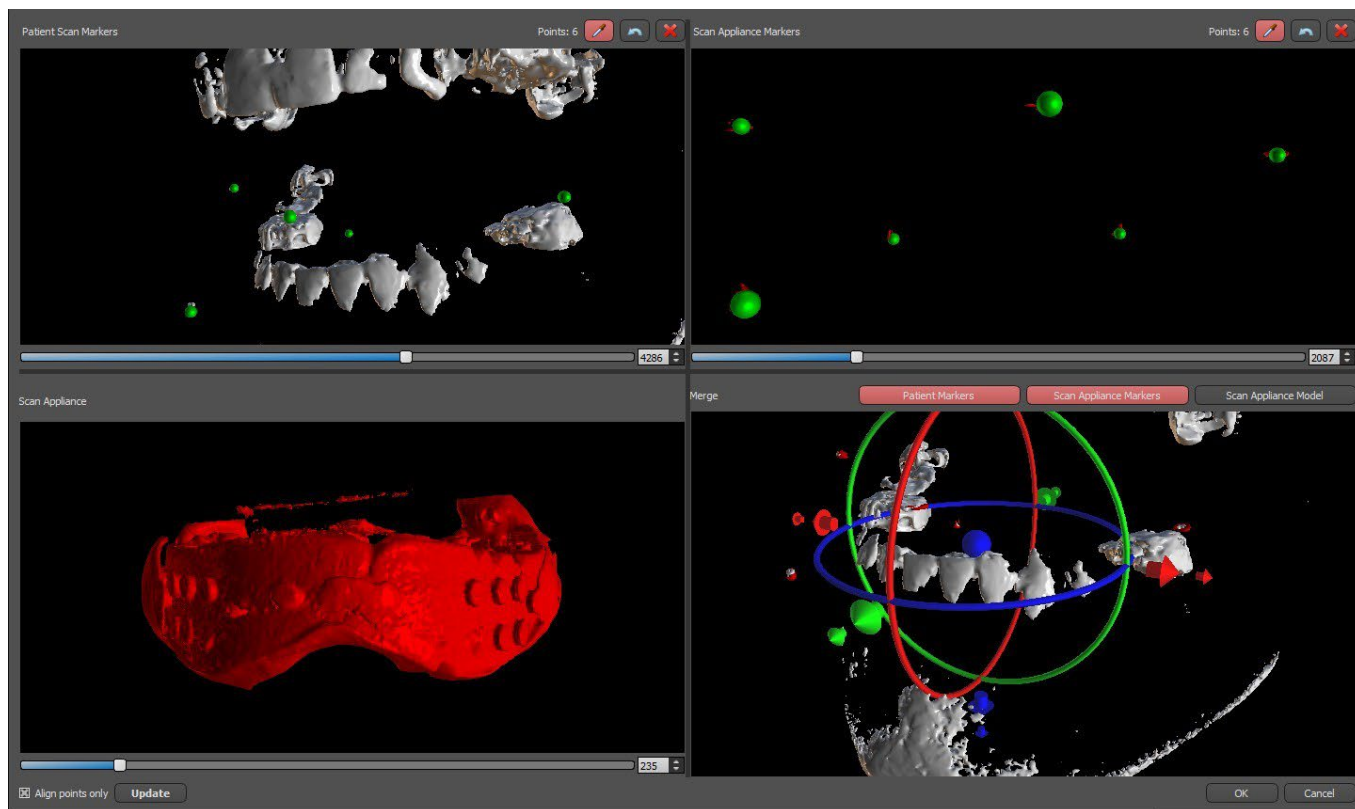 Patient Scan Markers
Points: 6
Scan Appliance Markers
Points: 6
4286
2087
Scan Appliance
Merge
Patient Markers
Scan Appliance Markers
Scan Appliance Model
235
Align points only
Update
OK
Cancel